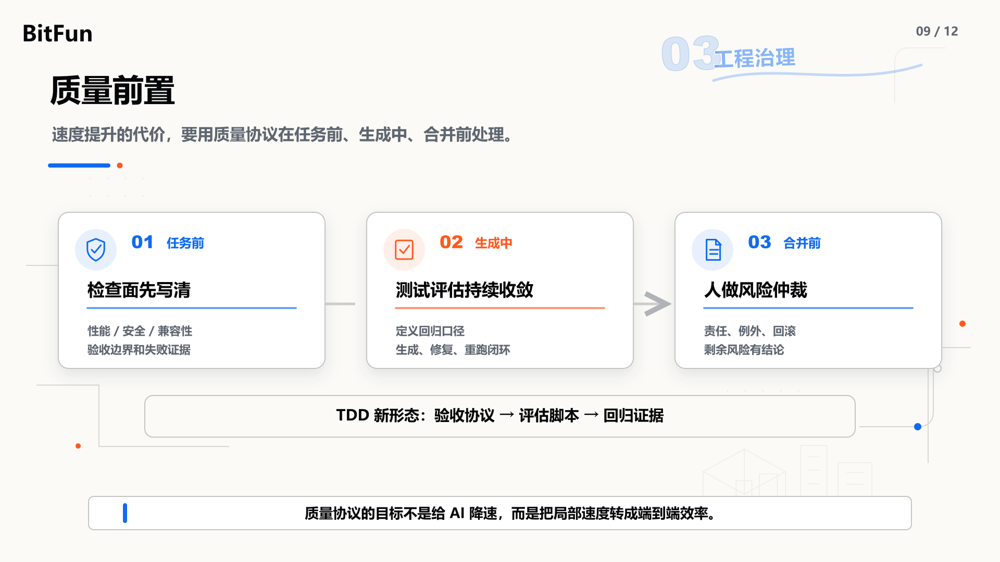 BitFun
09 / 12
03 工程治理
质量前置
速度提升的代价，要用质量协议在任务前、生成中、合并前处理。
01 任务前
检查面先写清
性能 / 安全 / 兼容性
验收边界和失败证据
02 生成中
测试评估持续收敛
定义回归口径
生成、修复、重跑闭环
03 合并前
人做风险仲裁
责任、例外、回滚
剩余风险有结论
TDD 新形态：验收协议 → 评估脚本 → 回归证据
质量协议的目标不是给 AI 降速，而是把局部速度转成端到端效率。